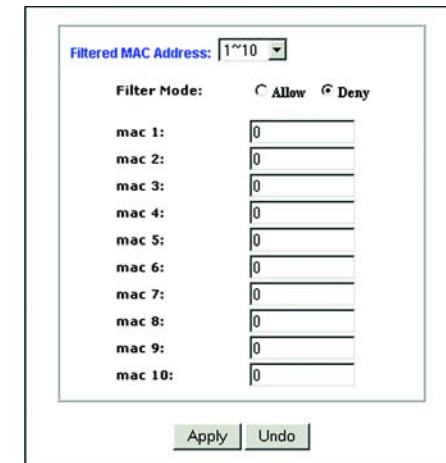 Filtered MAC Address: 1~10
Filter Mode: Allow Deny
mac 1: 0
mac 2: 0
mac 3: 0
mac 4: 0
mac 5: 0
mac 6: 0
mac 7: 0
mac 8: 0
mac 9: 0
mac 10: 0
Apply Undo